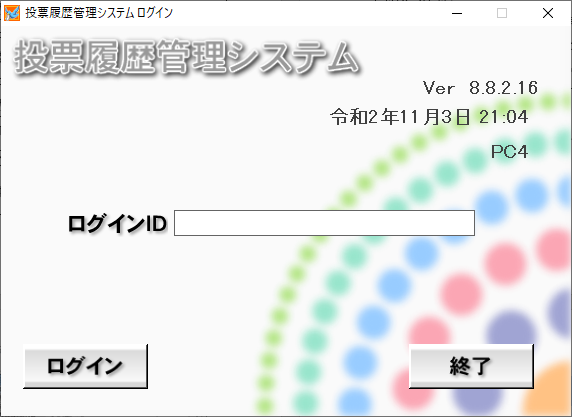 投票履歴管理システムログイン
投票履歴管理システム
Ver 8.8.2.16
令和2年11月3日 21:04
PC4
ログインID
ログイン
終了